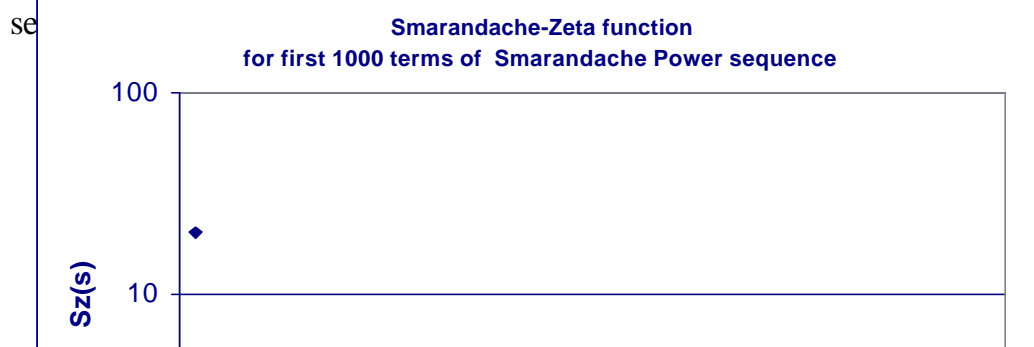 se
Smarandache-Zeta function
for first 1000 terms of Smarandache Power sequence
100
Sz(s)
10